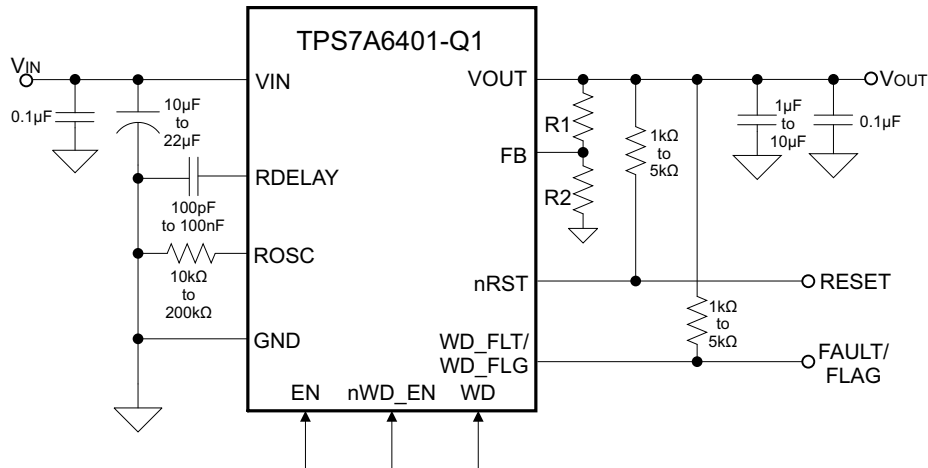 TPS7A6401-Q1
VIN
VIN
VOUT
VOUT
0.1µF
10µF
to
22µF
R1
1kΩ
to
5kΩ
1µF
to
10µF
0.1µF
FB
RDELAY
R2
100pF
to 100nF
ROSC
10kΩ
to
200kΩ
nRST
RESET
1kΩ
to
5kΩ
GND
WD_FLT/
WD_FLG
FAULT/
FLAG
EN
nWD_EN
WD